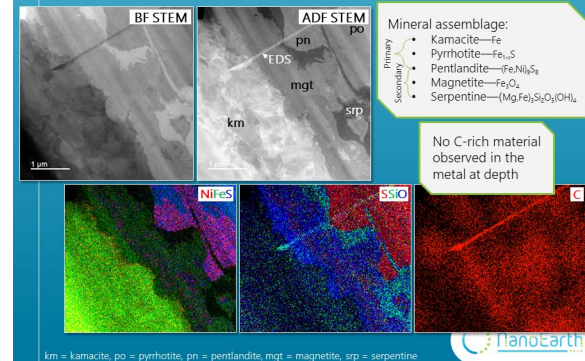 BF STEM
1 µm
ADF STEM
po
pn
EDS
mgt
srp
km
1 µm
Mineral assemblage:
Primary
Secondary
• Kamacite—Fe
• Pyrrhotite—Fe₁₋ₓS
• Pentlandite—(Fe,Ni)₉S₈
• Magnetite—Fe₃O₄
• Serpentine—(Mg,Fe)₃Si₂O₅(OH)₄
No C-rich material
observed in the
metal at depth
NiFeS
SSiO
C
km = kamacite, po = pyrrhotite, pn = pentlandite, mgt = magnetite, srp = serpentine
NanoEarth